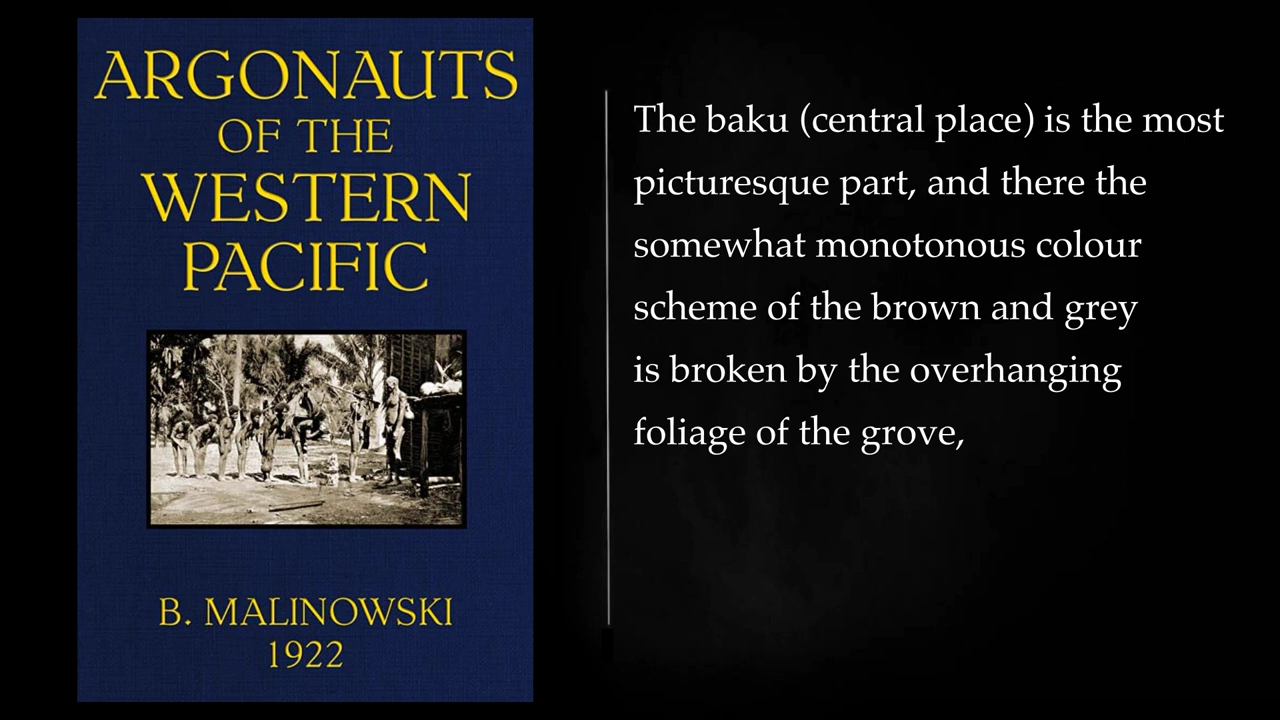 ARGONAUTS
OF THE
WESTERN
PACIFIC
B. MALINOWSKI
1922
The baku (central place) is the most
picturesque part, and there the
somewhat monotonous colour
scheme of the brown and grey
is broken by the overhanging
foliage of the grove,